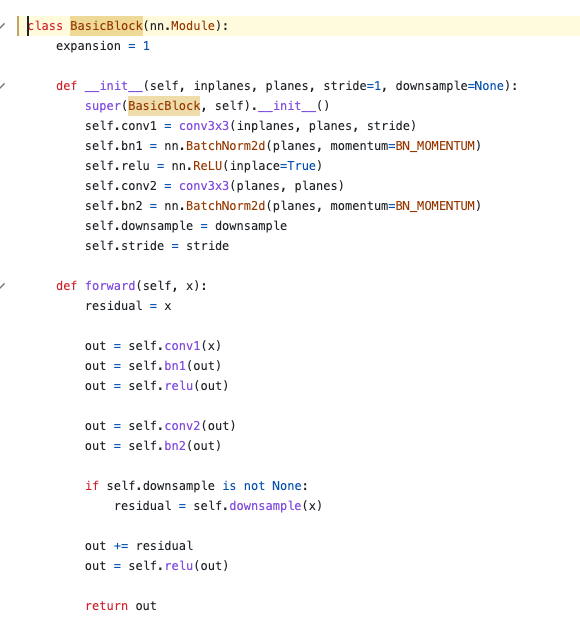 class BasicBlock(nn.Module):
    expansion = 1

    def __init__(self, inplanes, planes, stride=1, downsample=None):
        super(BasicBlock, self).__init__()
        self.conv1 = conv3x3(inplanes, planes, stride)
        self.bn1 = nn.BatchNorm2d(planes, momentum=BN_MOMENTUM)
        self.relu = nn.ReLU(inplace=True)
        self.conv2 = conv3x3(planes, planes)
        self.bn2 = nn.BatchNorm2d(planes, momentum=BN_MOMENTUM)
        self.downsample = downsample
        self.stride = stride

    def forward(self, x):
        residual = x

        out = self.conv1(x)
        out = self.bn1(out)
        out = self.relu(out)

        out = self.conv2(out)
        out = self.bn2(out)

        if self.downsample is not None:
            residual = self.downsample(x)

        out += residual
        out = self.relu(out)

        return out